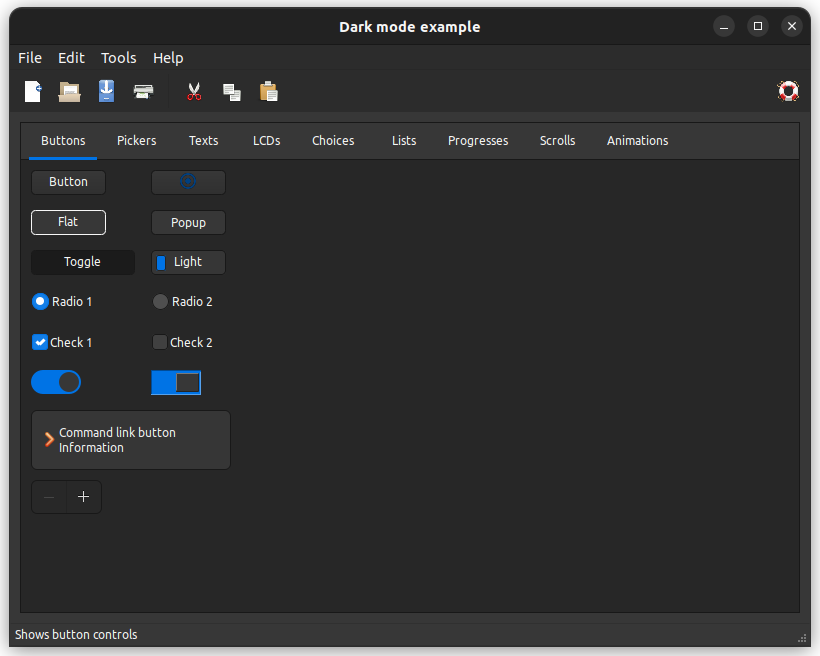 Dark mode example
File Edit Tools Help
Buttons Pickers Texts LCDs Choices Lists Progresses Scrolls Animations
Button
Flat Popup
Toggle Light
Radio 1 Radio 2
Check 1 Check 2
Command link button
Information
Shows button controls